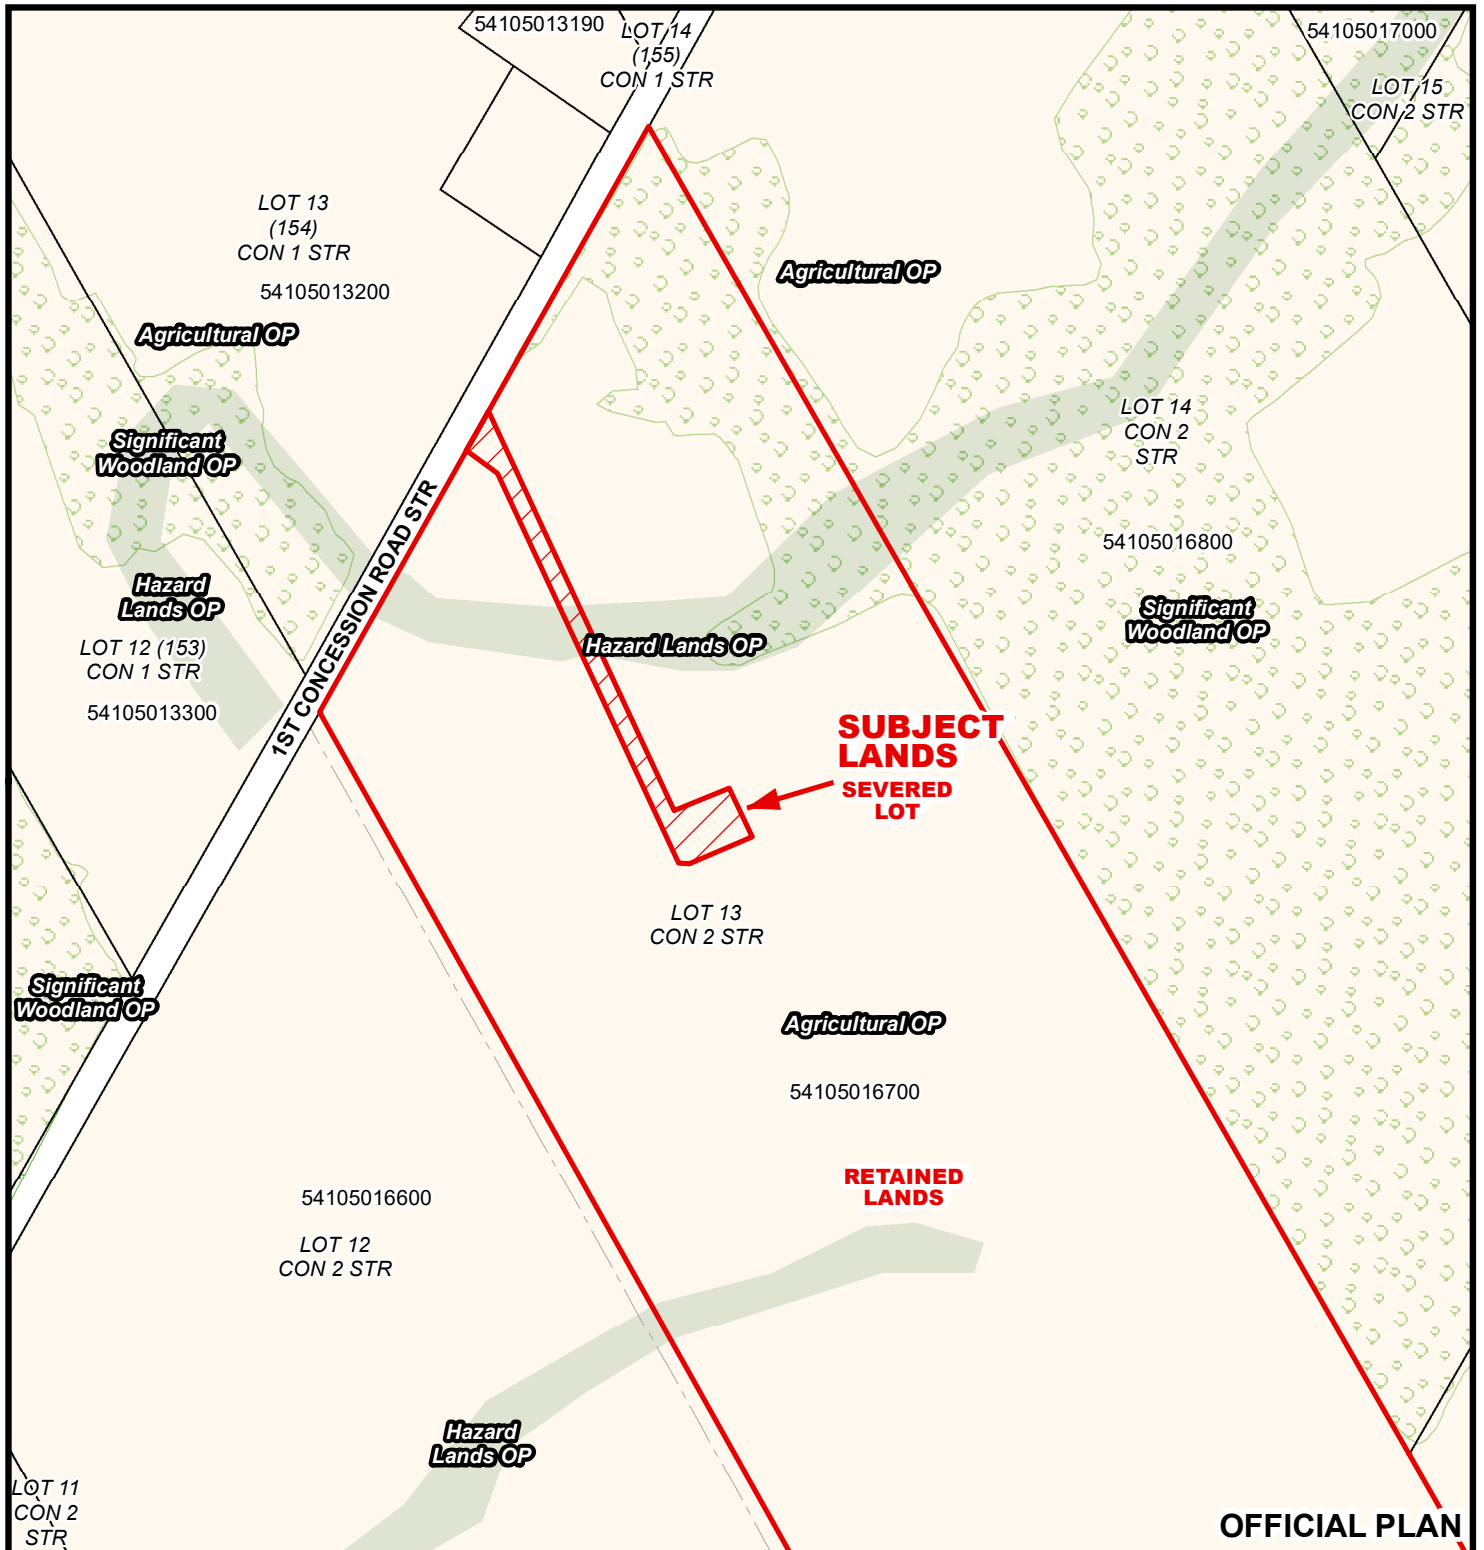 54105013190
LOT 14
(155)
CON 1 STR
54105017000
LOT 15
CON 2 STR
LOT 13
(154)
CON 1 STR
54105013200
Agricultural OP
Agricultural OP
Significant
Woodland OP
LOT 14
CON 2
STR
54105016800
Significant
Woodland OP
Hazard
Lands OP
LOT 12 (153)
CON 1 STR
54105013300
1ST CONCESSION ROAD STR
Hazard Lands OP
SUBJECT
LANDS
SEVERED
LOT
LOT 13
CON 2 STR
Significant
Woodland OP
Agricultural OP
54105016700
RETAINED
LANDS
54105016600
LOT 12
CON 2 STR
Hazard
Lands OP
LOT 11
CON 2
STR
OFFICIAL PLAN